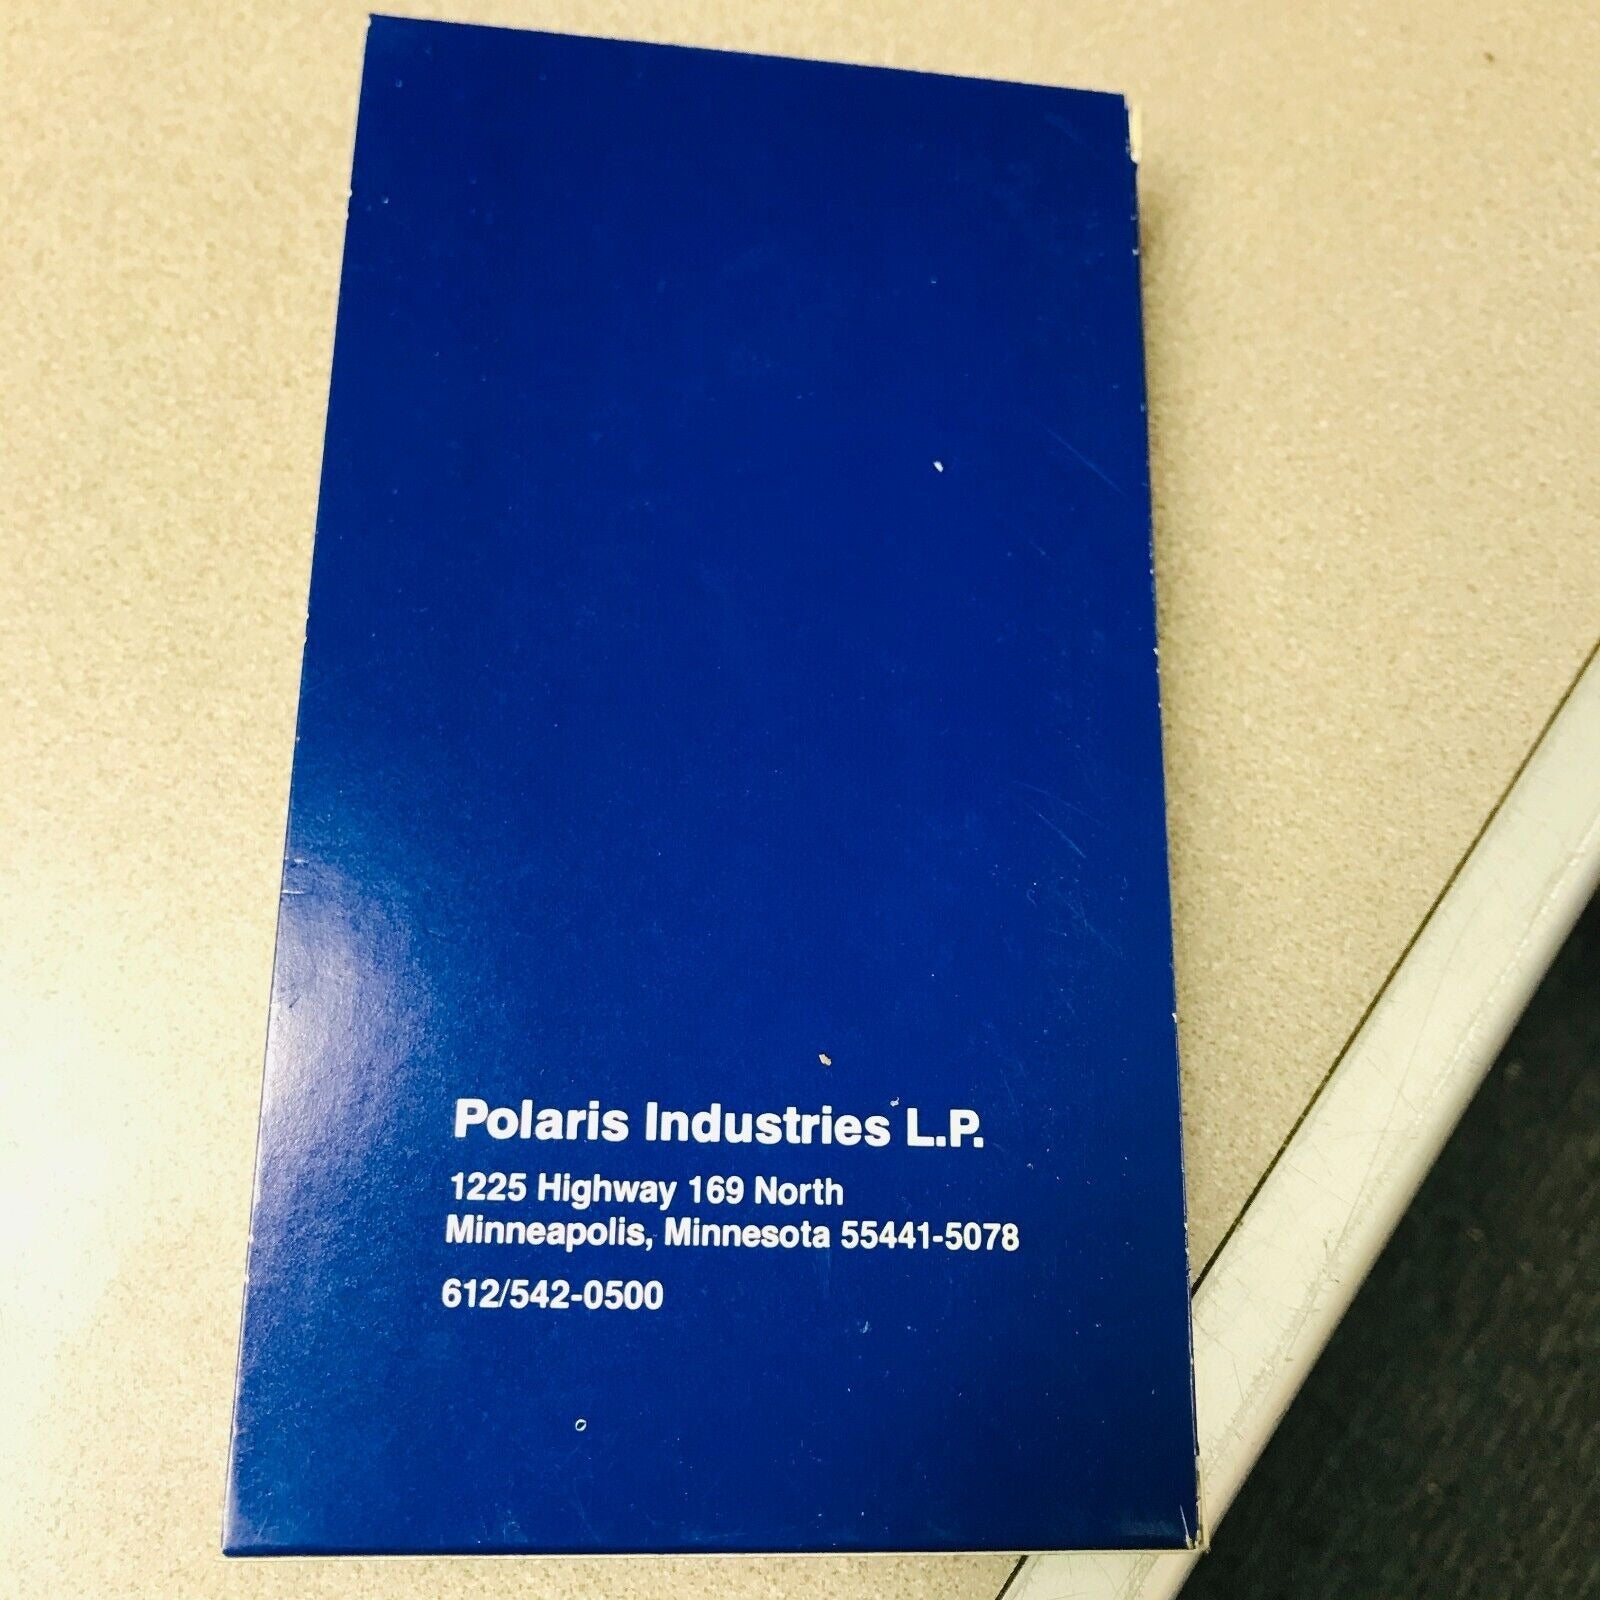 Polaris Industries L.P.
1225 Highway 169 North
Minneapolis, Minnesota 55441-5078
612/542-0500